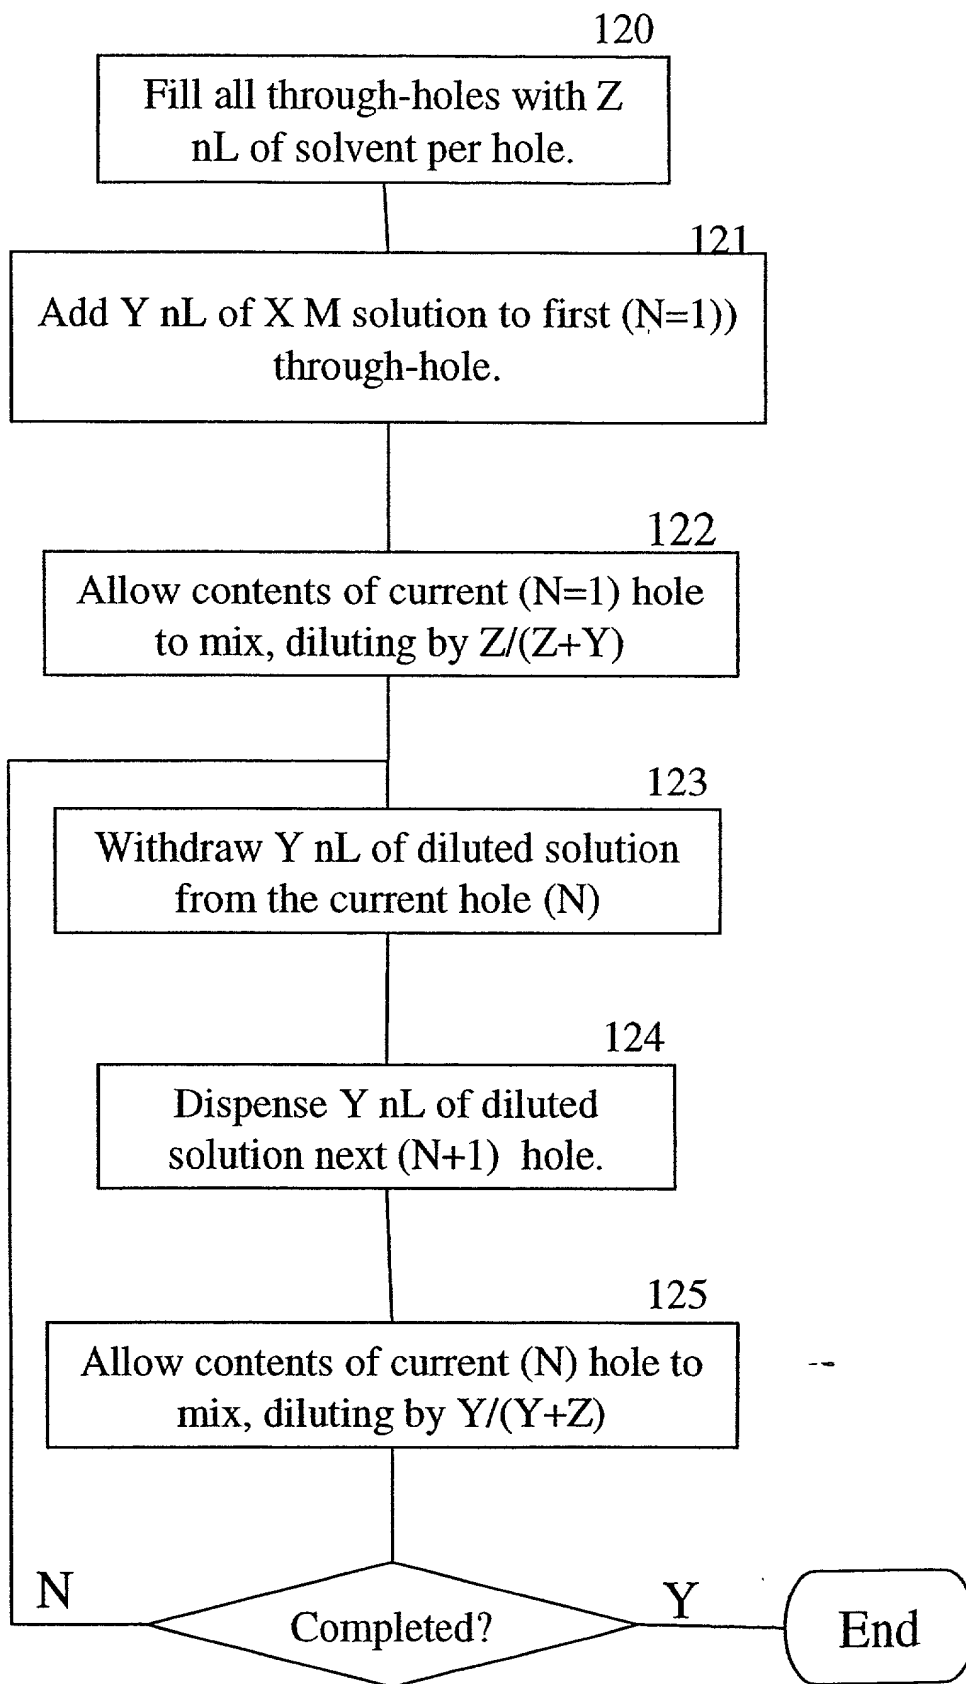 120
Fill all through-holes with Z
nL of solvent per hole.
121
Add Y nL of X M solution to first (N=1))
through-hole.
122
Allow contents of current (N=1) hole
to mix, diluting by Z/(Z+Y)
123
Withdraw Y nL of diluted solution
from the current hole (N)
124
Dispense Y nL of diluted
solution next (N+1) hole.
125
Allow contents of current (N) hole to
mix, diluting by Y/(Y+Z)
N
Completed?
Y
End